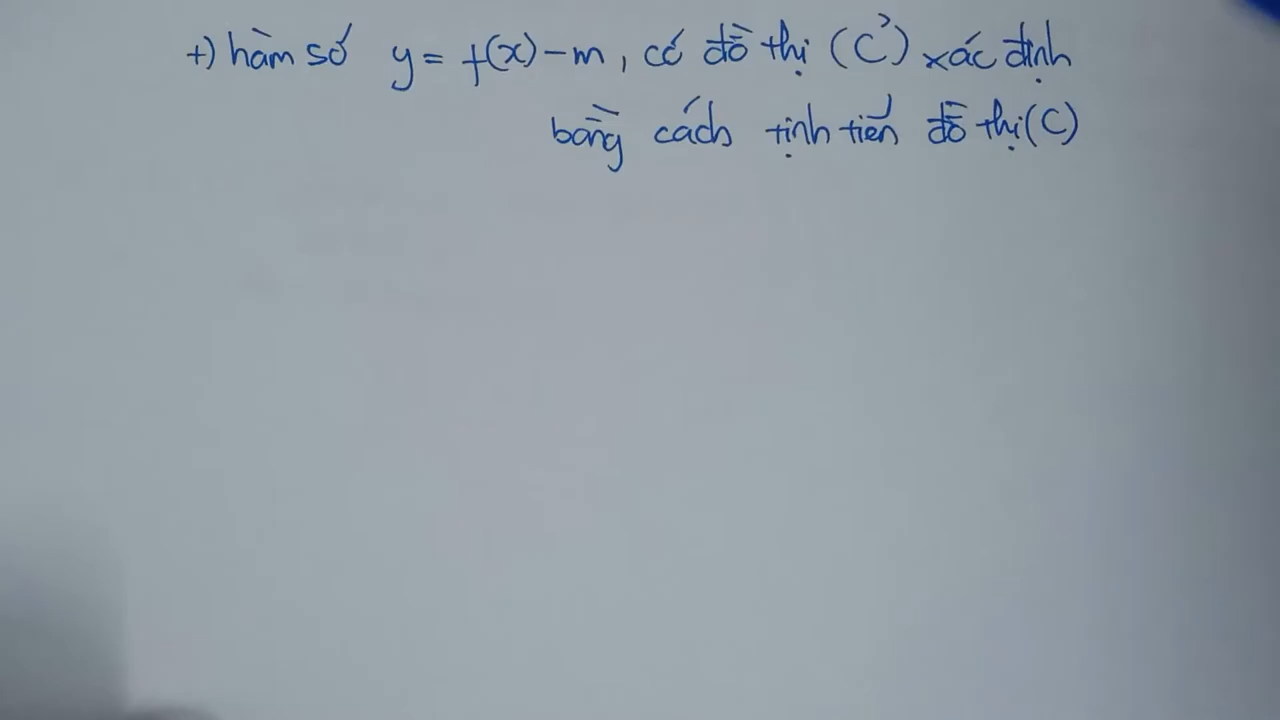 +) hàm số y = f(x) - m, có đồ thị (C') xác định
bằng cách tịnh tiến đồ thị (C)